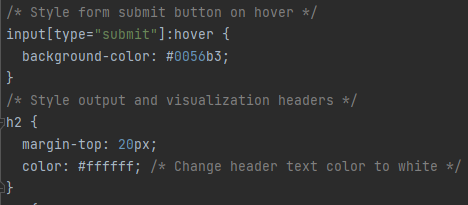 /* Style form submit button on hover */
input[type="submit"]:hover {
  background-color: #0056b3;
}
/* Style output and visualization headers */
h2 {
  margin-top: 20px;
  color: #ffffff; /* Change header text color to white */
}